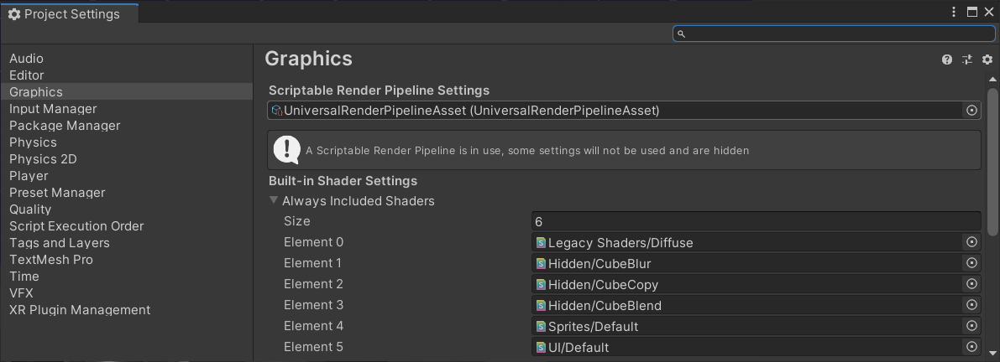 Project Settings
Audio
Editor
Graphics
Input Manager
Package Manager
Physics
Physics 2D
Player
Preset Manager
Quality
Script Execution Order
Tags and Layers
TextMesh Pro
Time
VFX
XR Plugin Management
Graphics
Scriptable Render Pipeline Settings
UniversalRenderPipelineAsset (UniversalRenderPipelineAsset)
A Scriptable Render Pipeline is in use, some settings will not be used and are hidden
Built-in Shader Settings
Always Included Shaders
Size 6
Element 0 Legacy Shaders/Diffuse
Element 1 Hidden/CubeBlur
Element 2 Hidden/CubeCopy
Element 3 Hidden/CubeBlend
Element 4 Sprites/Default
Element 5 UI/Default